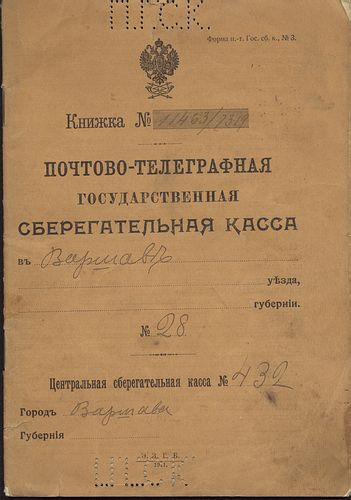 П.Г.С.К.
Форма п.-т. Гос. сб. к., № 3.
Книжка № 11463/7319
ПОЧТОВО-ТЕЛЕГРАФНАЯ
ГОСУДАРСТВЕННАЯ
СБЕРЕГАТЕЛЬНАЯ КАССА
въ Варшавѣ
уѣзда,
губерніи.
№ 28.
Центральная сберегательная касса № 432
Городъ Варшава
Губернія
Э. З. Г. Б.